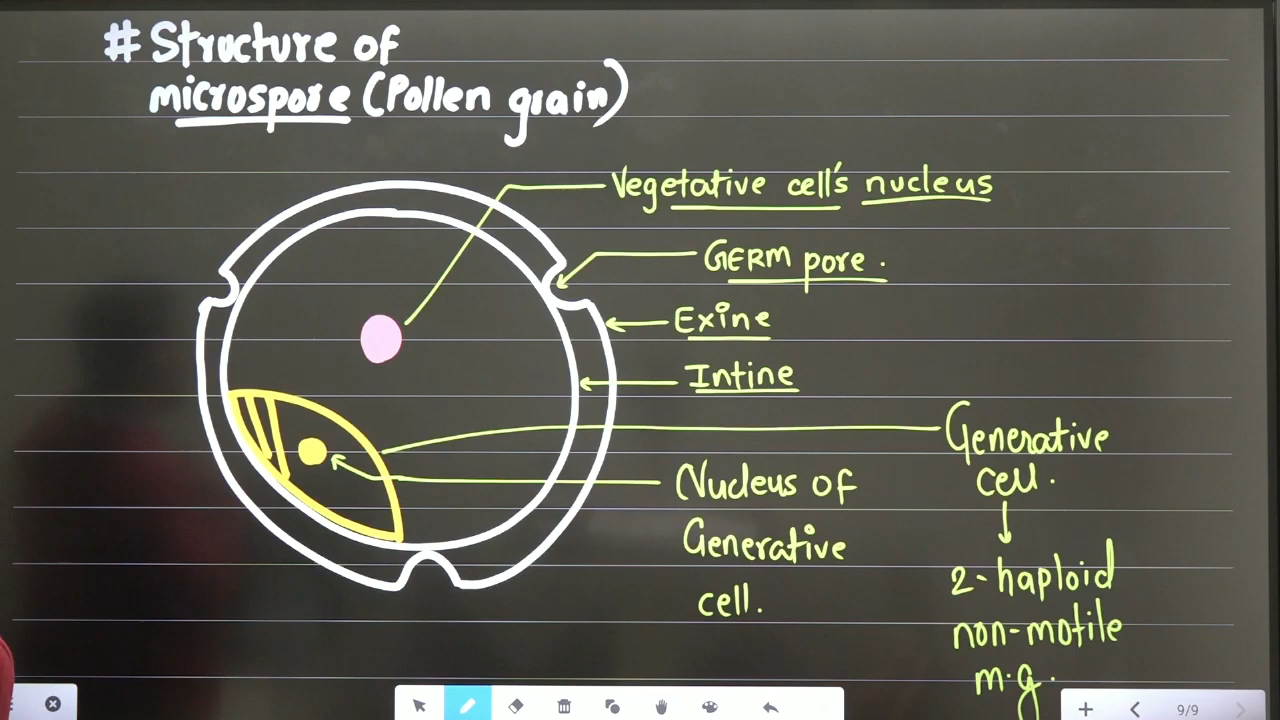 # Structure of
microspore (Pollen grain)
Vegetative cell's nucleus
GERM pore.
Exine
Intine
Generative
cell.
Nucleus of
Generative
cell.
2-haploid
non-motile
m.g.
9/9